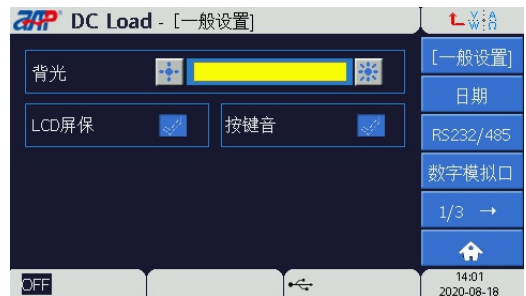 ZAP DC Load - [一般设置]
[一般设置]
背光
日期
LCD屏保
按键音
RS232/485
数字模拟口
1/3 →
OFF
14:01
2020-08-18